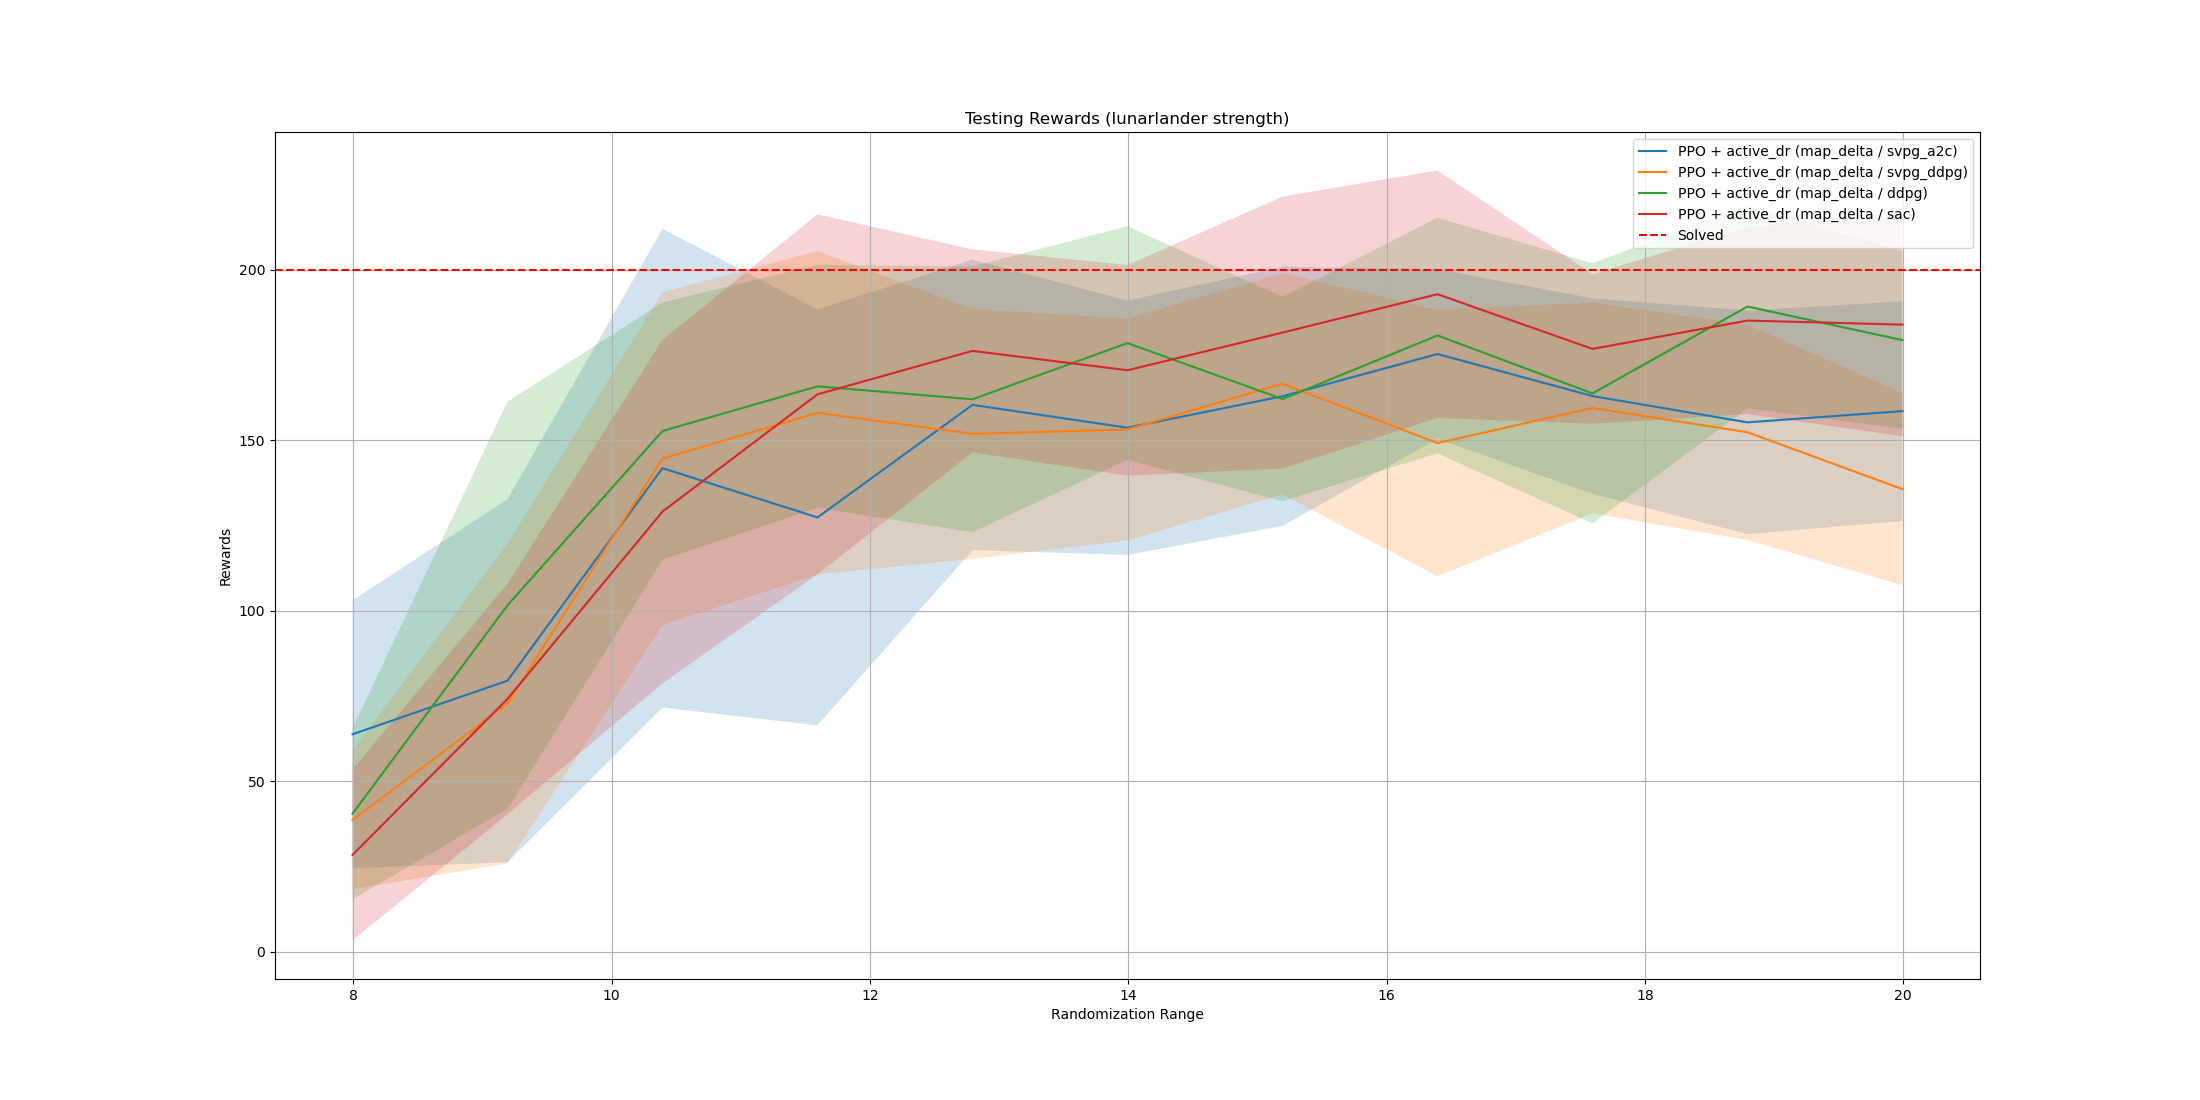 Testing Rewards (lunarlander strength)
PPO + active_dr (map_delta / svpg_a2c)
PPO + active_dr (map_delta / svpg_ddpg)
PPO + active_dr (map_delta / ddpg)
PPO + active_dr (map_delta / sac)
Solved
200
150
100
50
0
Rewards
8
10
12
14
16
18
20
Randomization Range